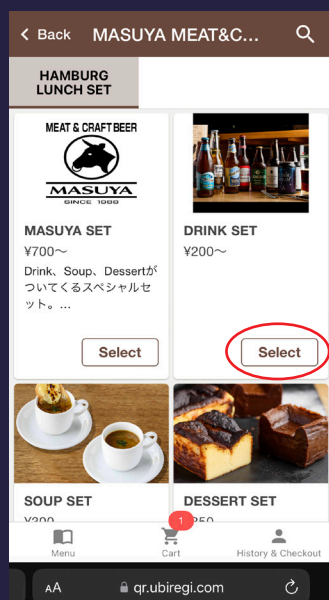 Back MASUYA MEAT&C...
HAMBURG
LUNCH SET
MEAT & CRAFT BEER
MASUYA
SINCE 1988
MASUYA SET
¥700〜
Drink、Soup、Dessertが
ついてくるスペシャルセ
ット。...
Select
DRINK SET
¥200〜
Select
SOUP SET
DESSERT SET
1
Menu
Cart
History & Checkout
AA
qr.ubiregi.com